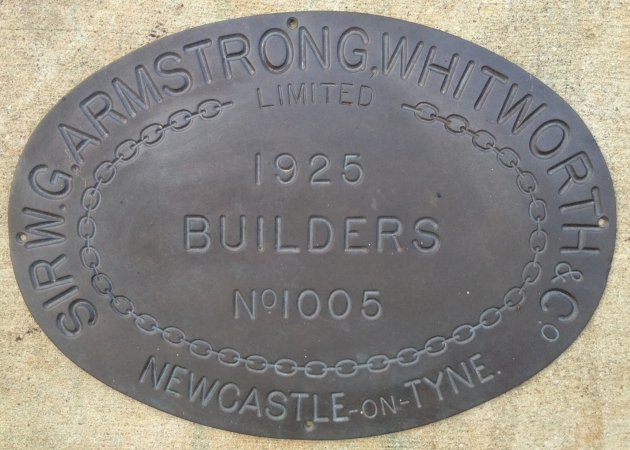 SIR W.G. ARMSTRONG, WHITWORTH & Co
LIMITED
1925
BUILDERS
No 1005
NEWCASTLE-ON-TYNE.